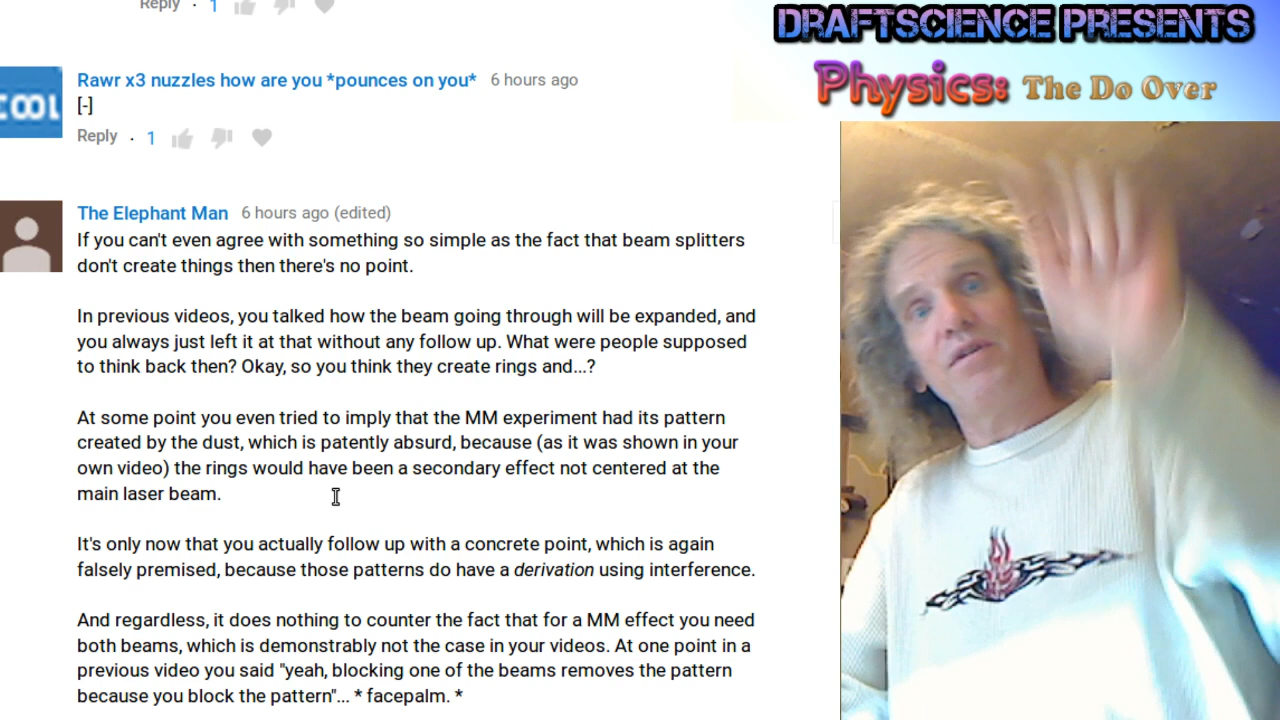 Reply · 1
DRAFTSCIENCE PRESENTS
Physics: The Do Over
COOL
Rawr x3 nuzzles how are you *pounces on you* 6 hours ago
[-]
Reply · 1
The Elephant Man 6 hours ago (edited)
If you can't even agree with something so simple as the fact that beam splitters
don't create things then there's no point.
In previous videos, you talked how the beam going through will be expanded, and
you always just left it at that without any follow up. What were people supposed
to think back then? Okay, so you think they create rings and...?
At some point you even tried to imply that the MM experiment had its pattern
created by the dust, which is patently absurd, because (as it was shown in your
own video) the rings would have been a secondary effect not centered at the
main laser beam.
It's only now that you actually follow up with a concrete point, which is again
falsely premised, because those patterns do have a derivation using interference.
And regardless, it does nothing to counter the fact that for a MM effect you need
both beams, which is demonstrably not the case in your videos. At one point in a
previous video you said "yeah, blocking one of the beams removes the pattern
because you block the pattern"... * facepalm. *